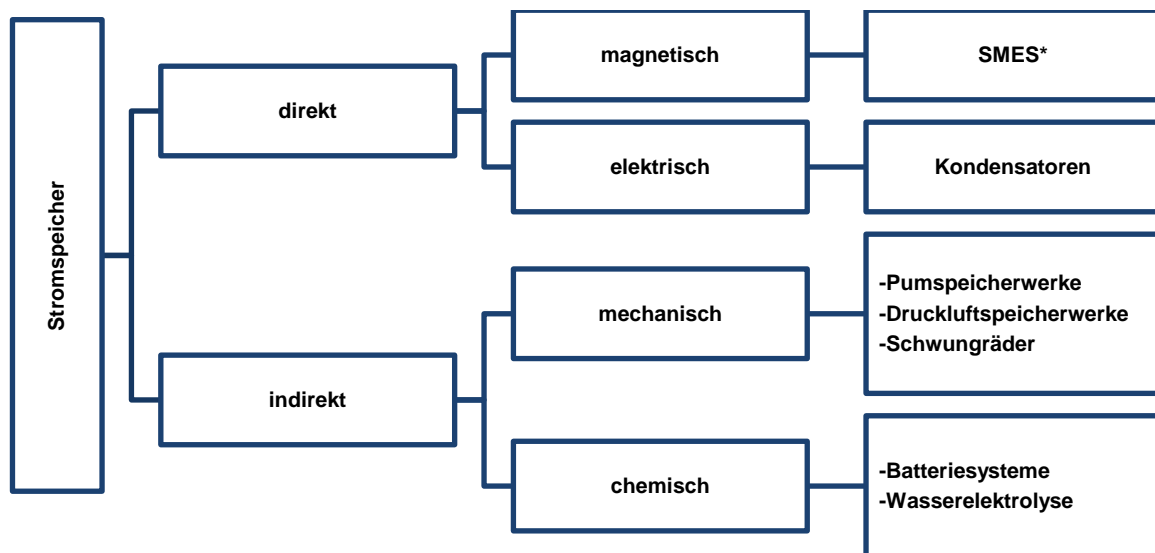 Stromspeicher
direkt
indirekt
magnetisch
elektrisch
mechanisch
chemisch
SMES*
Kondensatoren
-Pumspeicherwerke
-Druckluftspeicherwerke
-Schwungräder
-Batteriesysteme
-Wasserelektrolyse